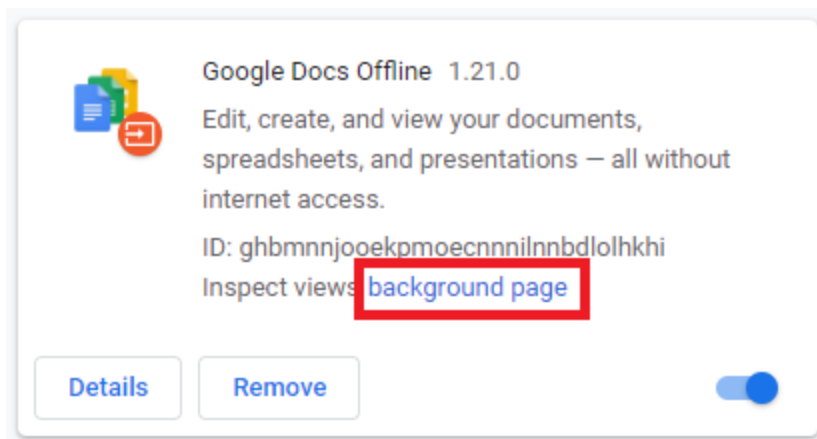 Google Docs Offline 1.21.0
Edit, create, and view your documents,
spreadsheets, and presentations — all without
internet access.
ID: ghbmnnjooekpmoecnnnilnnbdlolhkhi
Inspect views background page
Details Remove